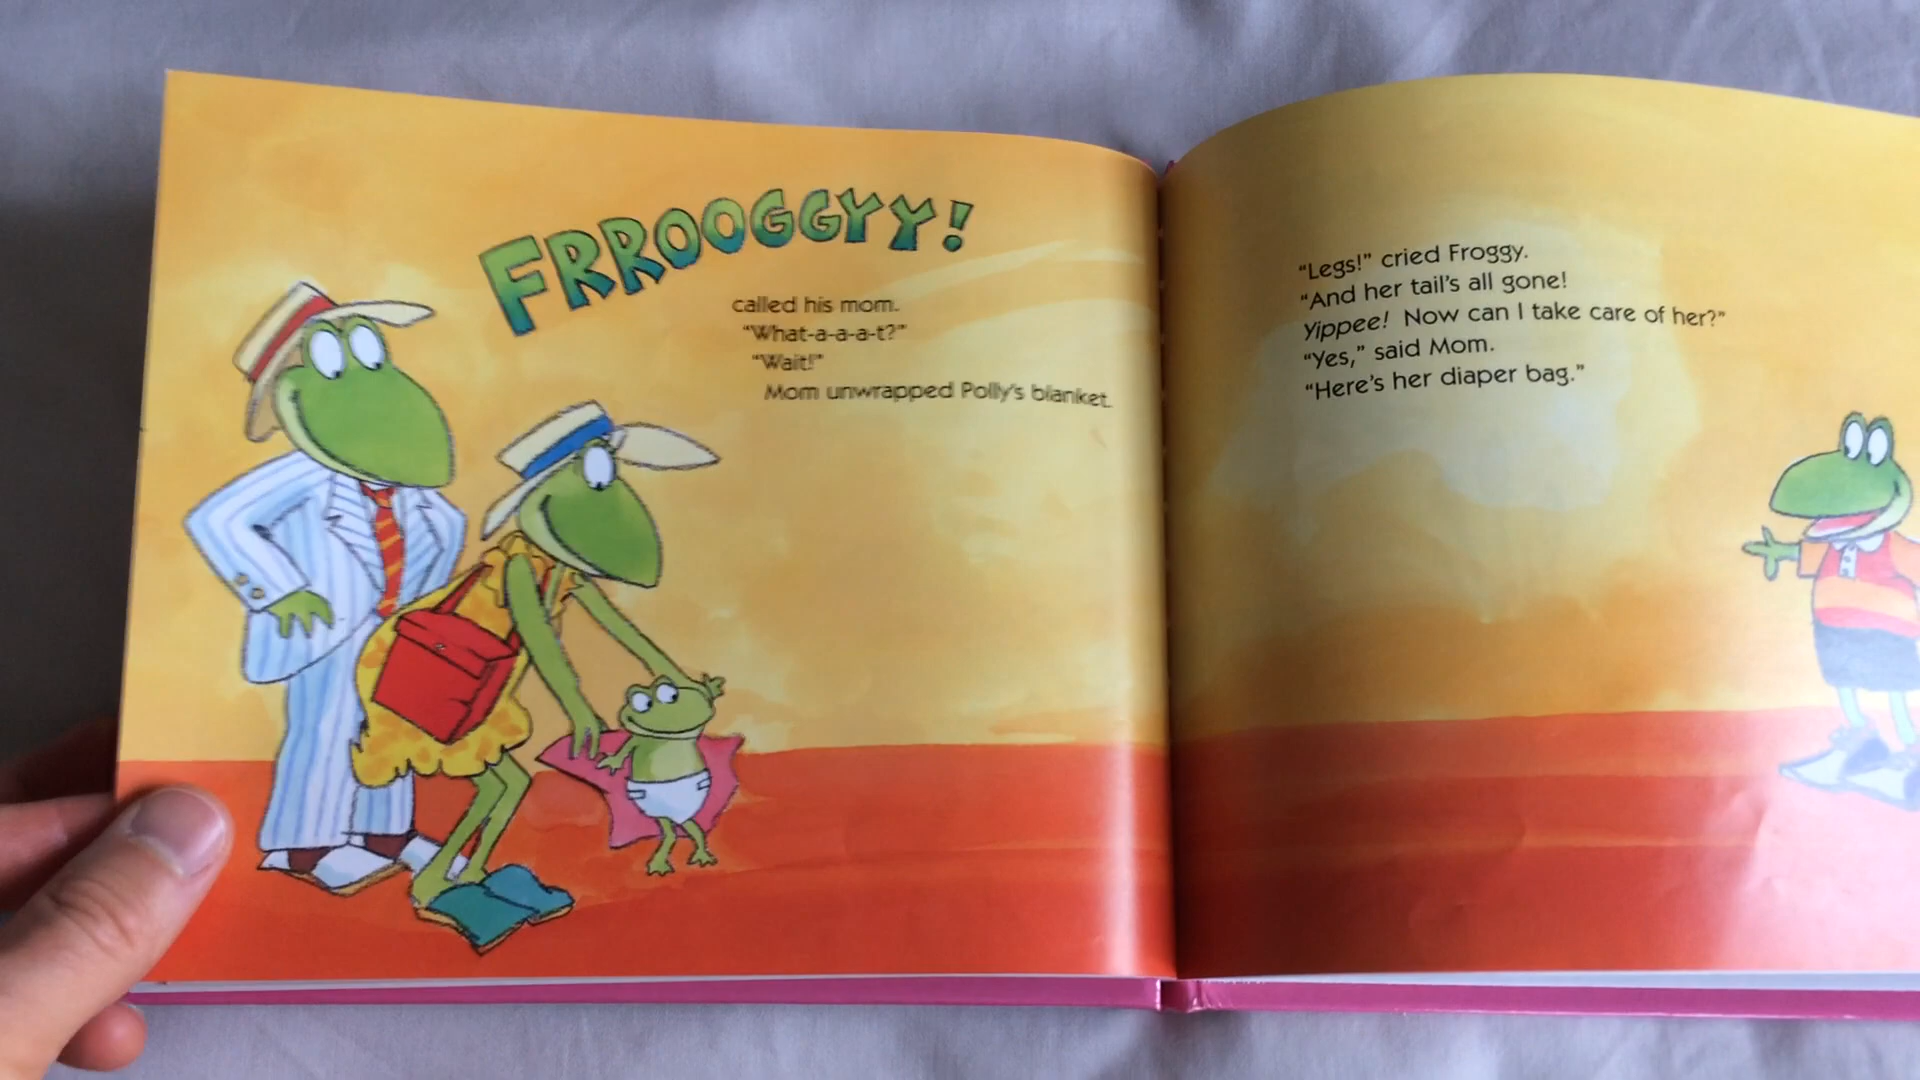 FRROOGGYY!
called his mom.
“What-a-a-a-t?”
“Wait!”
Mom unwrapped Polly’s blanket.
“Legs!” cried Froggy.
“And her tail’s all gone!
Yippee! Now can I take care of her?”
“Yes,” said Mom.
“Here’s her diaper bag.”